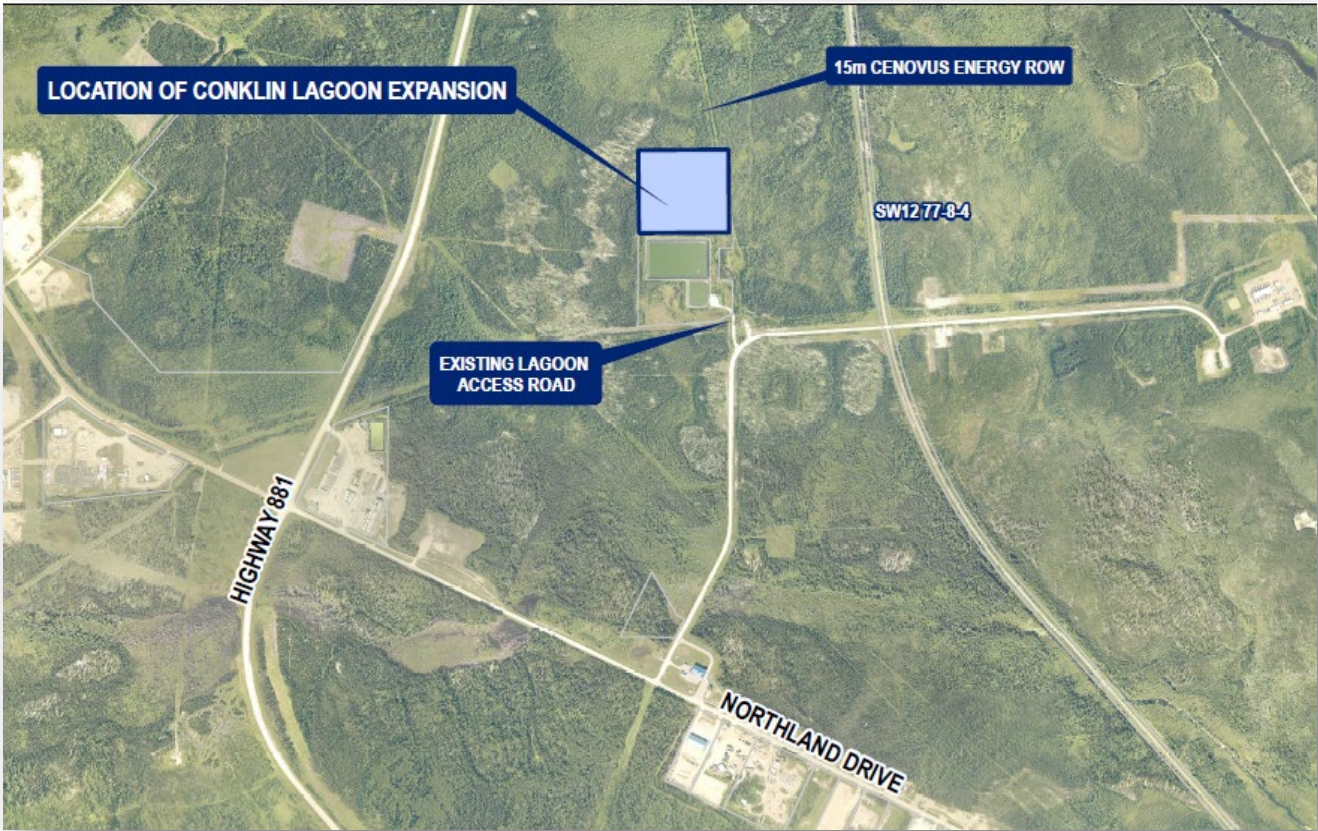 LOCATION OF CONKLIN LAGOON EXPANSION
15m CENOVUS ENERGY ROW
SW12 77-8-4
EXISTING LAGOON
ACCESS ROAD
HIGHWAY 881
NORTHLAND DRIVE